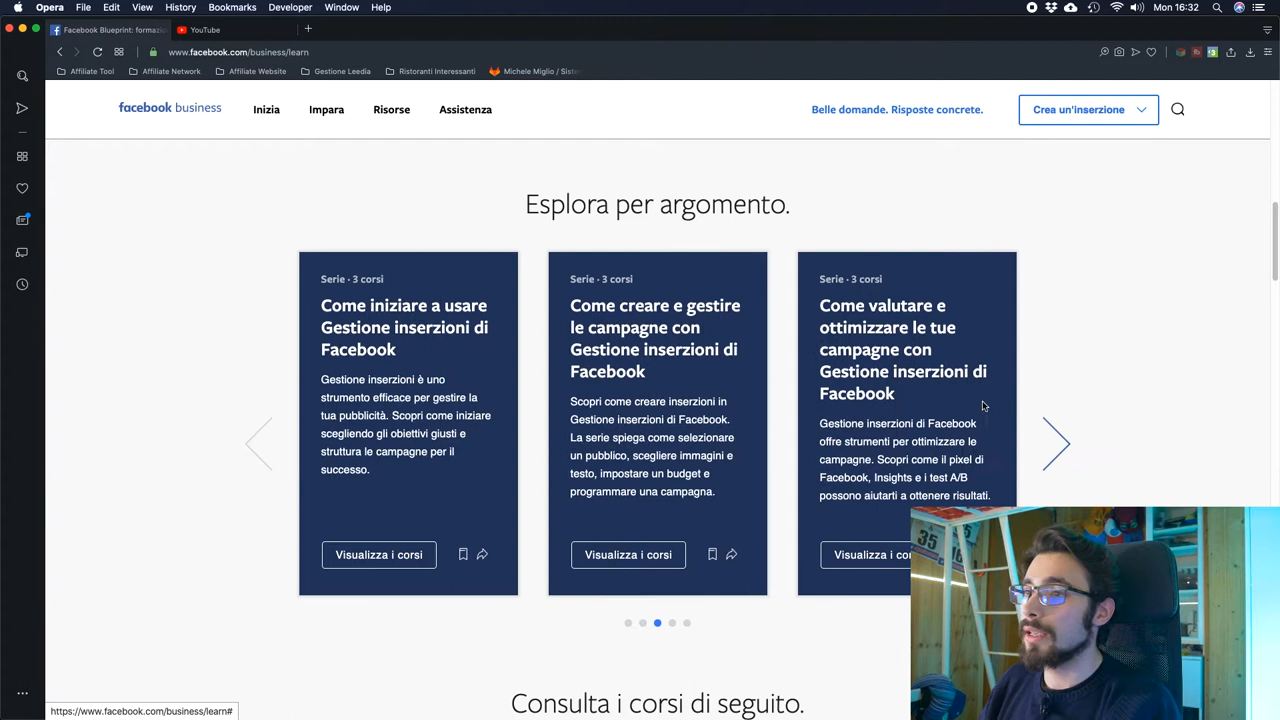 Opera File Edit View History Bookmarks Developer Window Help
Mon 16:32
Facebook Blueprint: formazio
YouTube
www.facebook.com/business/learn
Affiliate Tool
Affiliate Network
Affiliate Website
Gestione Leedia
Ristoranti Interessanti
Michele Miglio / Siste
facebook business
Inizia
Impara
Risorse
Assistenza
Belle domande. Risposte concrete.
Crea un'inserzione
Esplora per argomento.
Serie · 3 corsi
Come iniziare a usare
Gestione inserzioni di
Facebook
Gestione inserzioni è uno
strumento efficace per gestire la
tua pubblicità. Scopri come iniziare
scegliendo gli obiettivi giusti e
struttura le campagne per il
successo.
Visualizza i corsi
Serie · 3 corsi
Come creare e gestire
le campagne con
Gestione inserzioni di
Facebook
Scopri come creare inserzioni in
Gestione inserzioni di Facebook.
La serie spiega come selezionare
un pubblico, scegliere immagini e
testo, impostare un budget e
programmare una campagna.
Visualizza i corsi
Serie · 3 corsi
Come valutare e
ottimizzare le tue
campagne con
Gestione inserzioni di
Facebook
Gestione inserzioni di Facebook
offre strumenti per ottimizzare le
campagne. Scopri come il pixel di
Facebook, Insights e i test A/B
possono aiutarti a ottenere risultati.
Visualizza i co
35
16
Consulta i corsi di seguito.
https://www.facebook.com/business/learn#